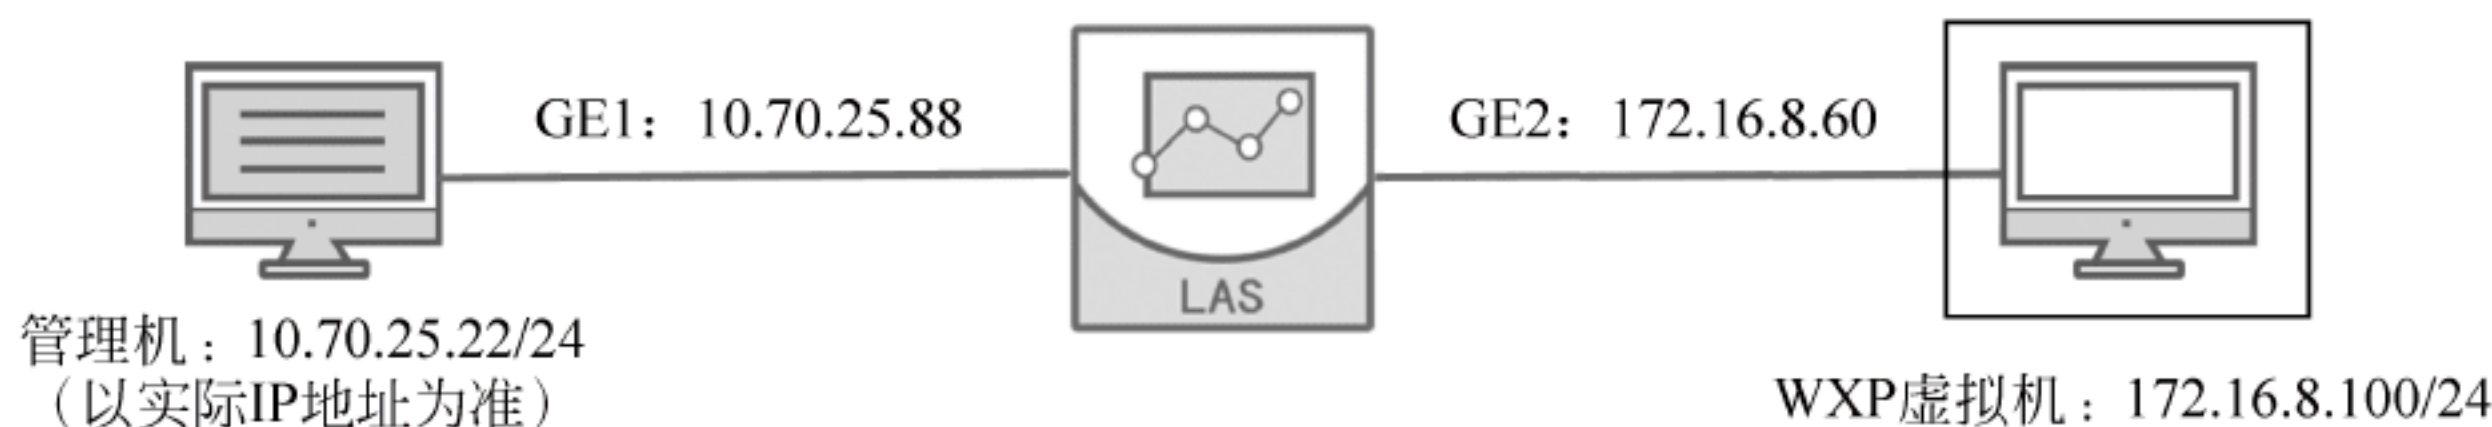 GE1：10.70.25.88
GE2：172.16.8.60
LAS
管理机：10.70.25.22/24
（以实际IP地址为准）
WXP虚拟机：172.16.8.100/24